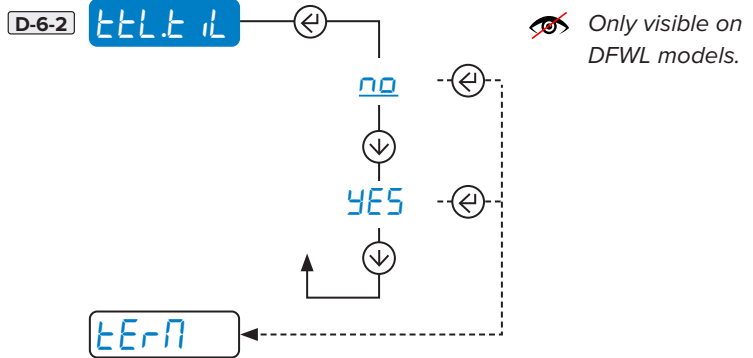 D-6-2 ttL.t iL
Only visible on
DFWL models.
no
YES
tErM